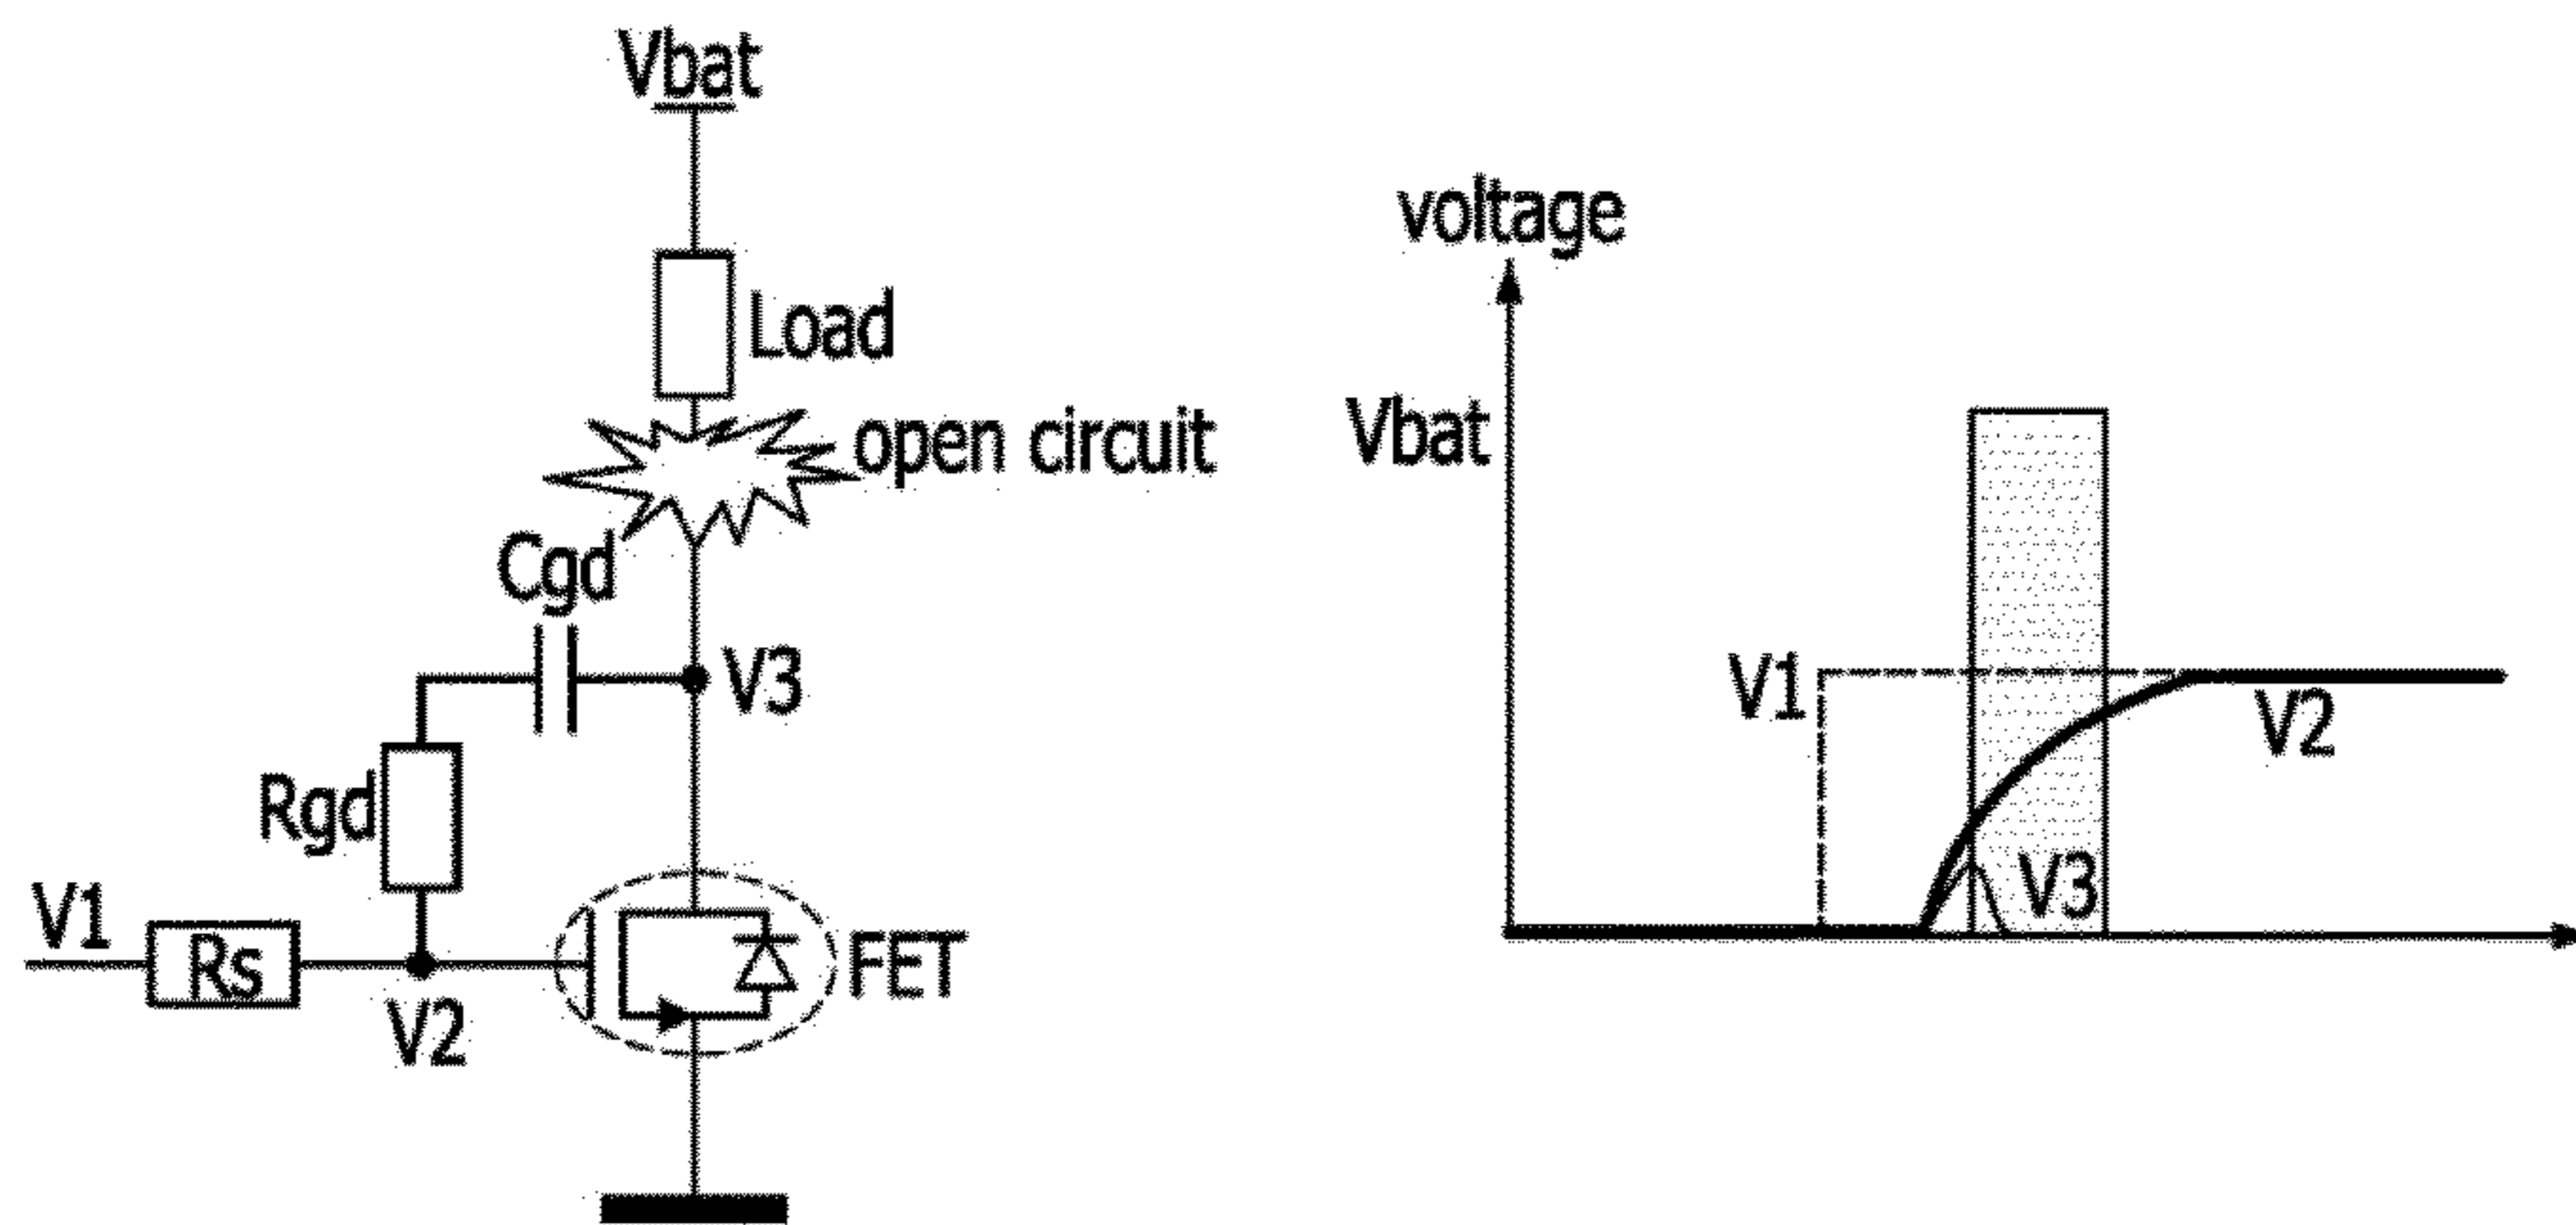 Vbat
Load
open circuit
Cgd
V3
Rgd
V1
Rs
V2
FET
voltage
Vbat
V1
V2
V3